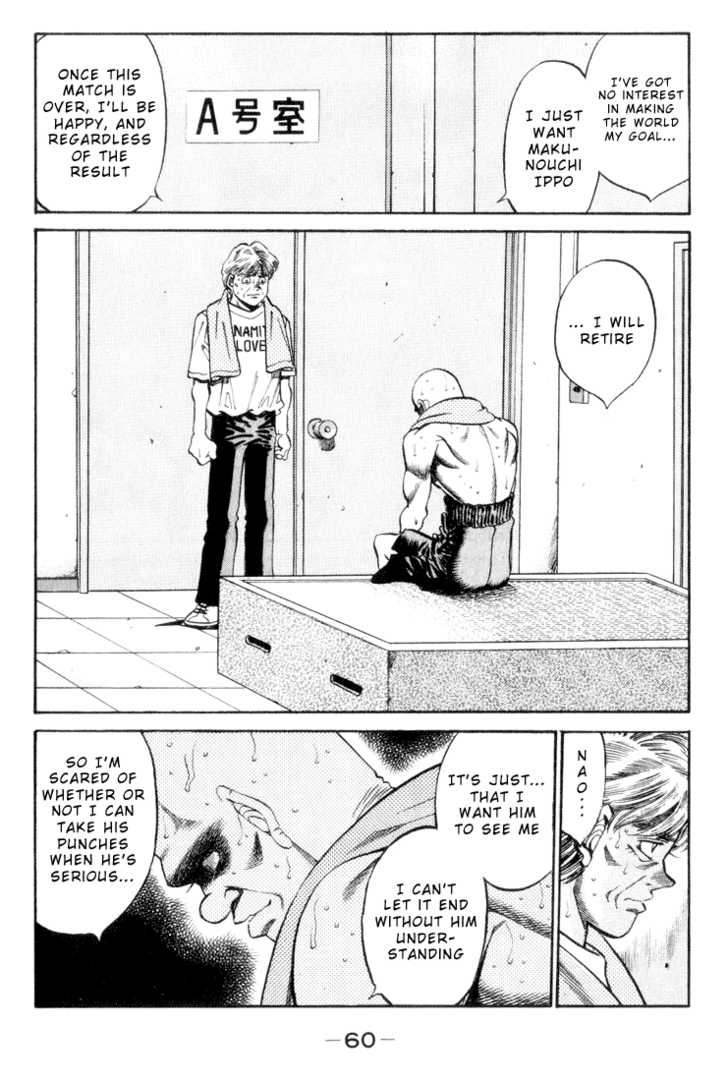 I'VE GOT
NO INTEREST
IN MAKING
THE WORLD
MY GOAL...
I JUST
WANT
MAKU-
NOUCHI
IPPO
A号室
ONCE THIS
MATCH IS
OVER, I'LL BE
HAPPY, AND
REGARDLESS
OF THE
RESULT
... I WILL
RETIRE
NAMIT
LOVE
NAO...
IT'S JUST...
THAT I
WANT HIM
TO SEE ME
I CAN'T
LET IT END
WITHOUT HIM
UNDER-
STANDING
SO I'M
SCARED OF
WHETHER OR
NOT I CAN
TAKE HIS
PUNCHES
WHEN HE'S
SERIOUS...
—60—